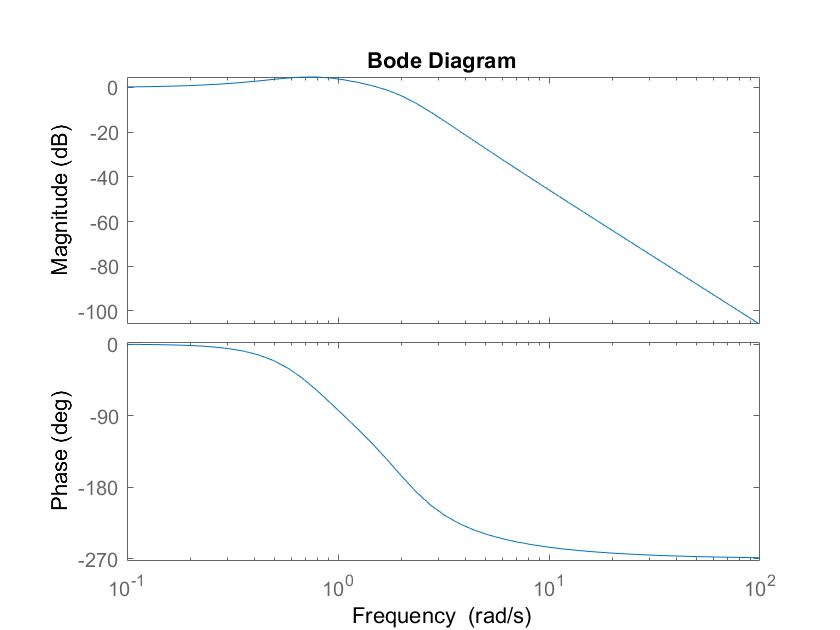 Bode Diagram
Magnitude (dB)
0
-20
-40
-60
-80
-100
Phase (deg)
0
-90
-180
-270
10^-1 10^0 10^1 10^2
Frequency (rad/s)